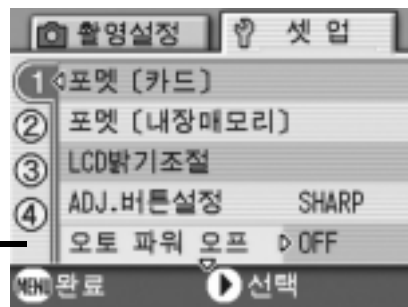 촬영설정 셋업
1 포멧 [카드]
2 포멧 [내장메모리]
3 LCD밝기조절
4 ADJ.버튼설정 SHARP
오토 파워 오프 OFF
MENU 완료 선택